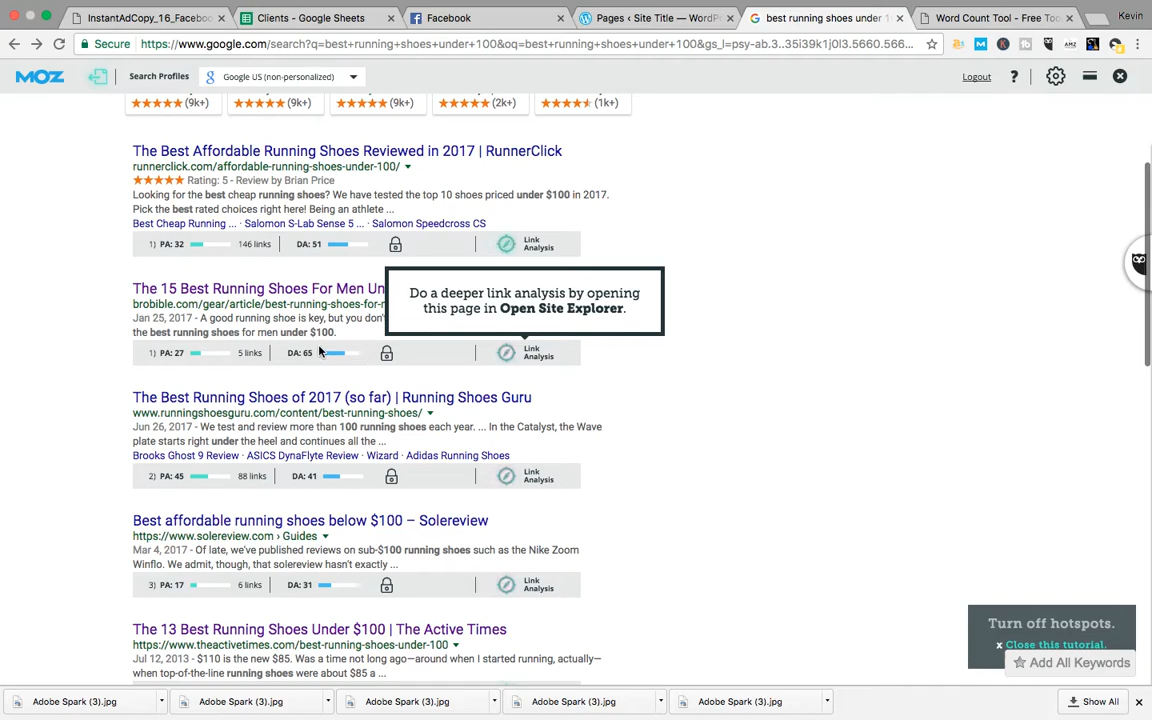 InstantAdCopy_16_Facebo
Clients - Google Sheets
Facebook
Pages ‹ Site Title — WordP
best running shoes under 1
Word Count Tool - Free To
Kevin
Secure
https://www.google.com/search?q=best+running+shoes+under+100&oq=best+running+shoes+under+100&gs_l=psy-ab.3..35i39k1j0l3.5660.566...
MOZ
Search Profiles
Google US (non-personalized)
Logout
?
(9k+) (9k+) (9k+) (2k+) (1k+)
The Best Affordable Running Shoes Reviewed in 2017 | RunnerClick
runnerclick.com/affordable-running-shoes-under-100/
Rating: 5 - Review by Brian Price
Looking for the best cheap running shoes? We have tested the top 10 shoes priced under $100 in 2017.
Pick the best rated choices right here! Being an athlete ...
Best Cheap Running ... · Salomon S-Lab Sense 5 ... · Salomon Speedcross CS
1) PA: 32 146 links DA: 51 Link Analysis
The 15 Best Running Shoes For Men Un
brobible.com/gear/article/best-running-shoes-for-
Jan 25, 2017 - A good running shoe is key, but you don'
the best running shoes for men under $100.
Do a deeper link analysis by opening
this page in Open Site Explorer.
1) PA: 27 5 links DA: 65 Link Analysis
The Best Running Shoes of 2017 (so far) | Running Shoes Guru
www.runningshoesguru.com/content/best-running-shoes/
Jun 26, 2017 - We test and review more than 100 running shoes each year. ... In the Catalyst, the Wave
plate starts right under the heel and continues all the ...
Brooks Ghost 9 Review · ASICS DynaFlyte Review · Wizard · Adidas Running Shoes
2) PA: 45 88 links DA: 41 Link Analysis
Best affordable running shoes below $100 – Solereview
https://www.solereview.com › Guides
Mar 4, 2017 - Of late, we've published reviews on sub-$100 running shoes such as the Nike Zoom
Winflo. We admit, though, that solereview hasn't exactly ...
3) PA: 17 6 links DA: 31 Link Analysis
The 13 Best Running Shoes Under $100 | The Active Times
https://www.theactivetimes.com/best-running-shoes-under-100
Jul 12, 2013 - $110 is the new $85. Was a time not long ago—around when I started running, actually—
when top-of-the-line running shoes were about $85 a ...
Turn off hotspots.
x Close this tutorial.
Add All Keywords
Adobe Spark (3).jpg
Adobe Spark (3).jpg
Adobe Spark (3).jpg
Adobe Spark (3).jpg
Adobe Spark (3).jpg
Show All